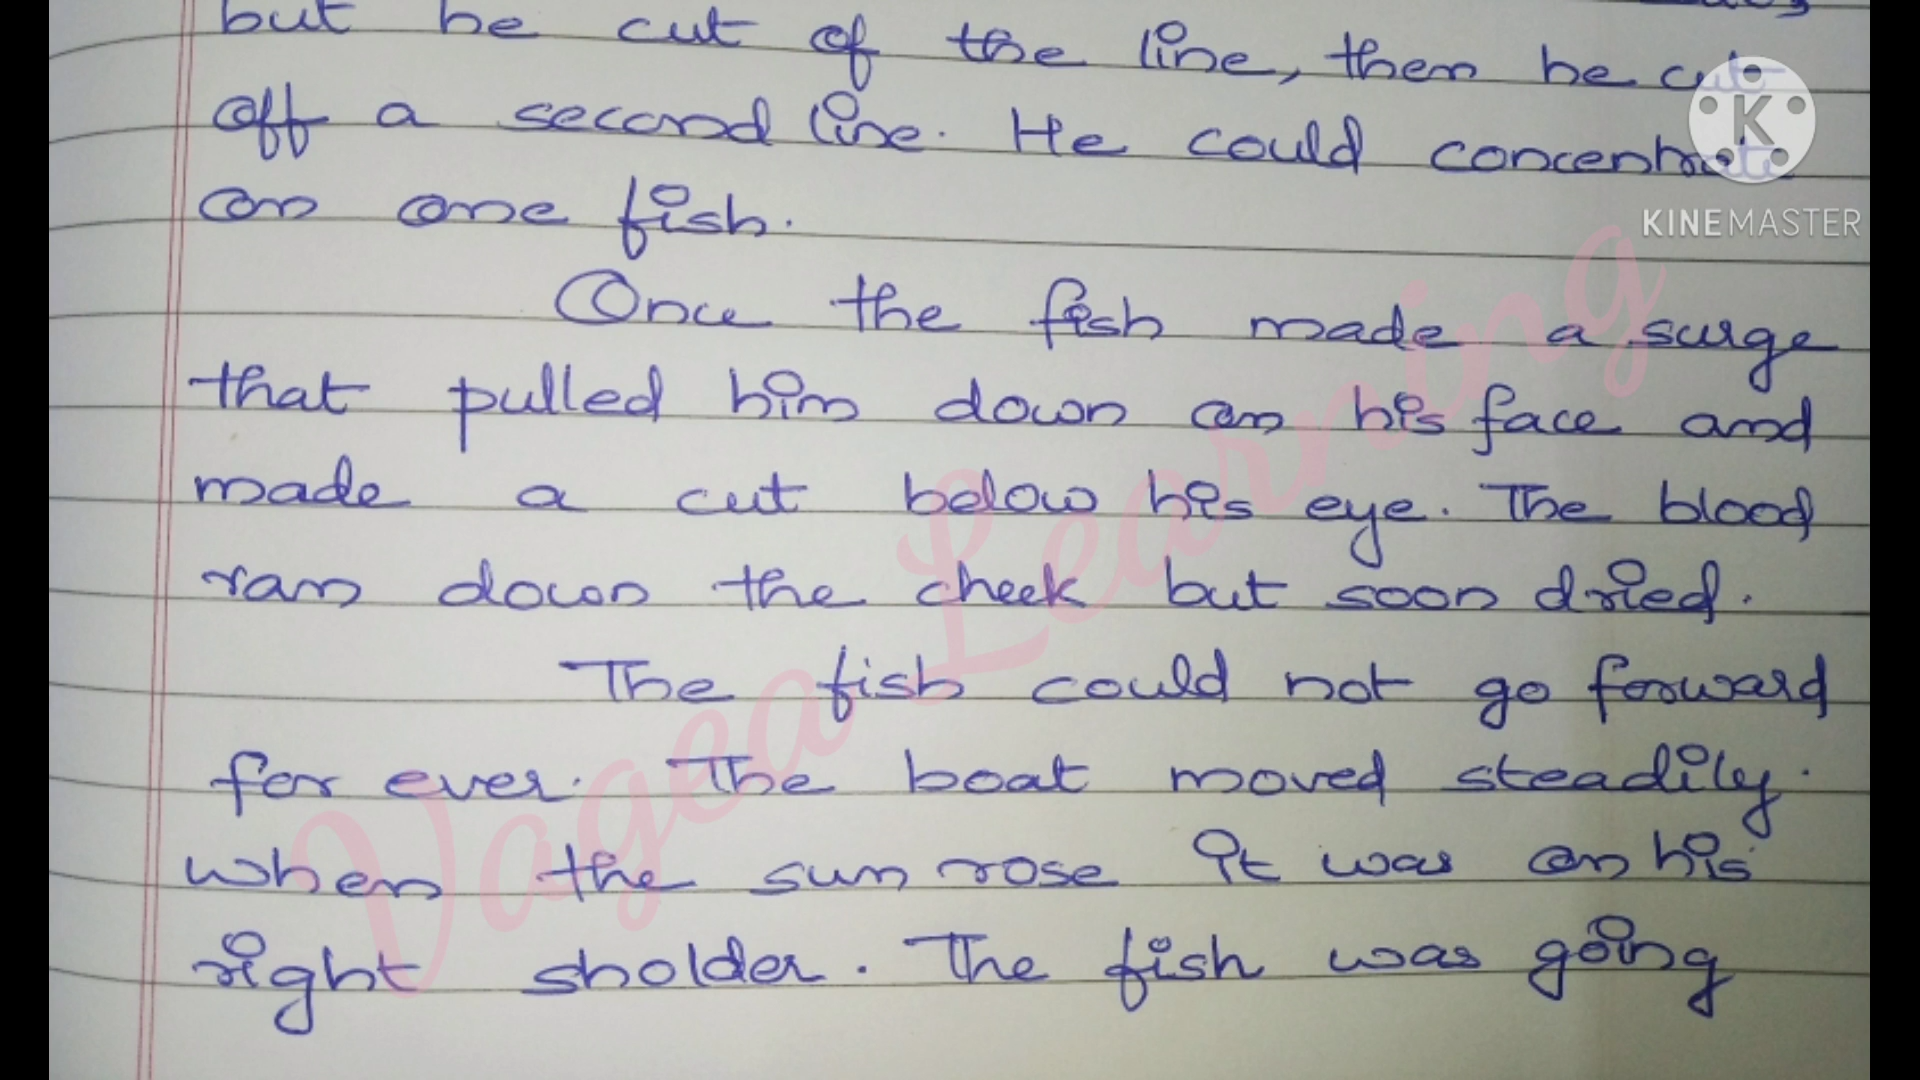 but he cut of the line, then he cut
off a second line. He could concentrate
on one fish.
Once the fish made a surge
that pulled him down on his face and
made a cut below his eye. The blood
ran down the cheek but soon dried.
The fish could not go forward
for ever. The boat moved steadily.
when the sun rose it was on his
right sholder. The fish was going
K
KINEMASTER
Vagea Learning